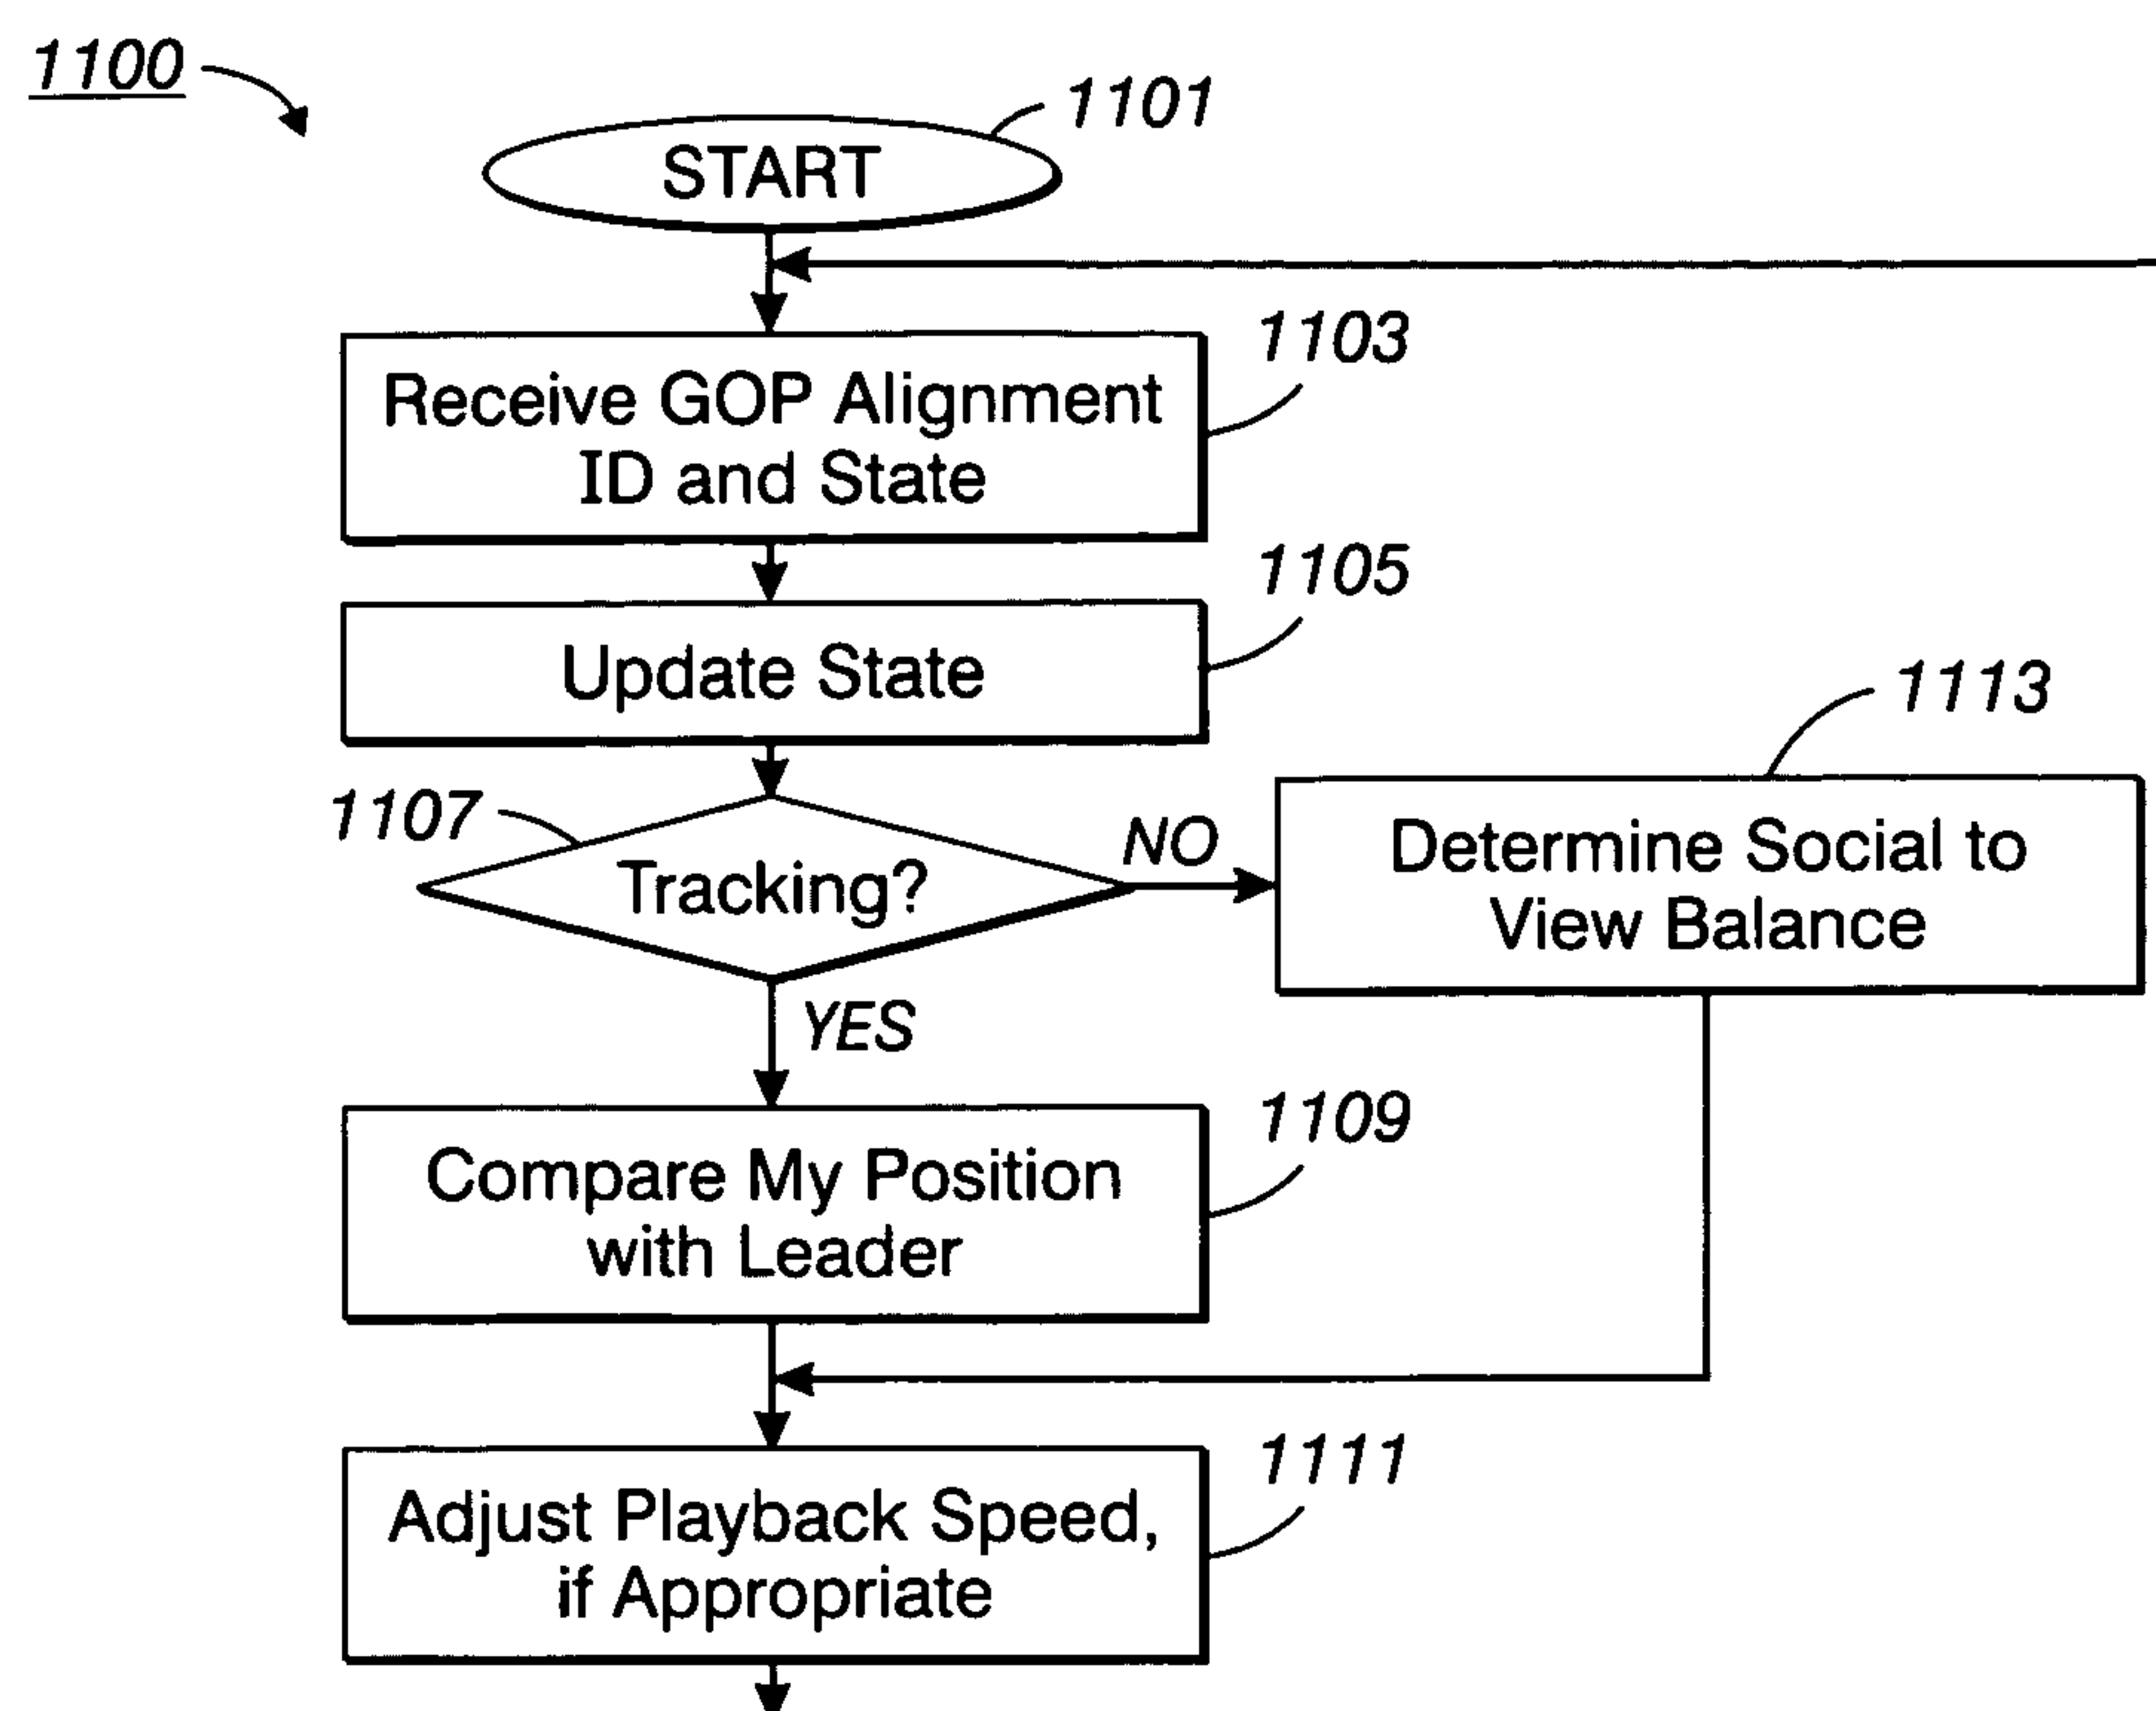 1100
1101
START
1103
Receive GOP Alignment
ID and State
1105
Update State
1113
1107
Tracking?
NO
Determine Social to
View Balance
YES
1109
Compare My Position
with Leader
1111
Adjust Playback Speed,
if Appropriate